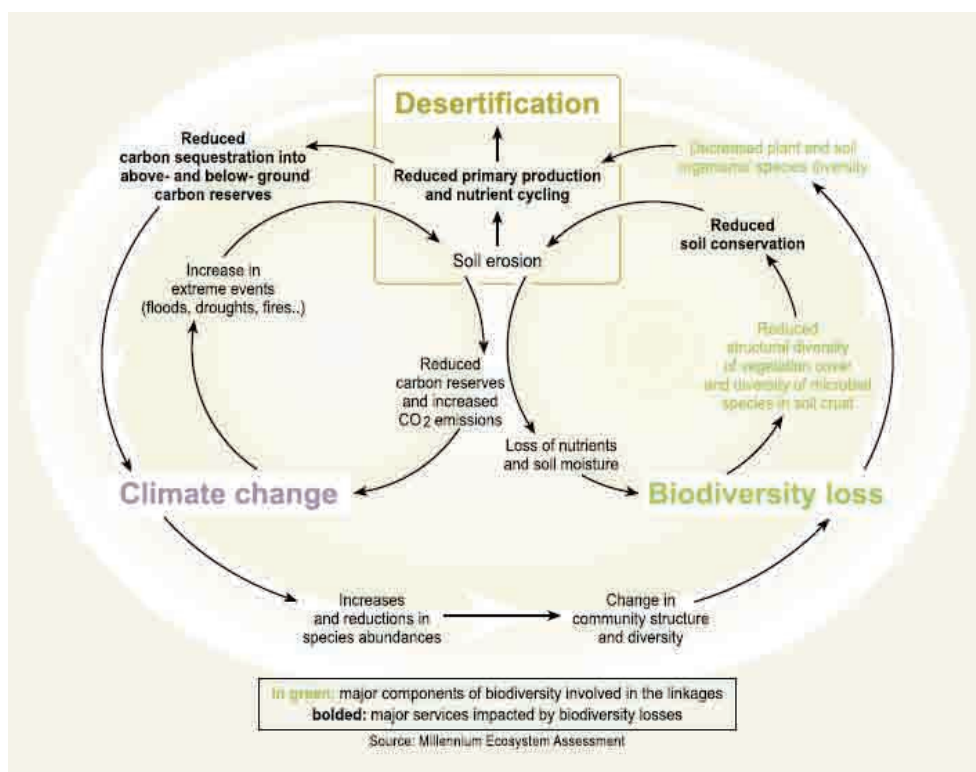 Desertification
Reduced
carbon sequestration into
above- and below- ground
carbon reserves
Reduced primary production
and nutrient cycling
Decreased plant and soil
organisms' species diversity
Reduced
soil conservation
Soil erosion
Increase in
extreme events
(floods, droughts, fires..)
Reduced
structural diversity
of vegetation cover
and diversity of microbial
species in soil crust
Reduced
carbon reserves
and increased
CO2 emissions
Loss of nutrients
and soil moisture
Climate change
Biodiversity loss
Increases
and reductions in
species abundances
Change in
community structure
and diversity
In green: major components of biodiversity involved in the linkages
bolded: major services impacted by biodiversity losses
Source: Millennium Ecosystem Assessment